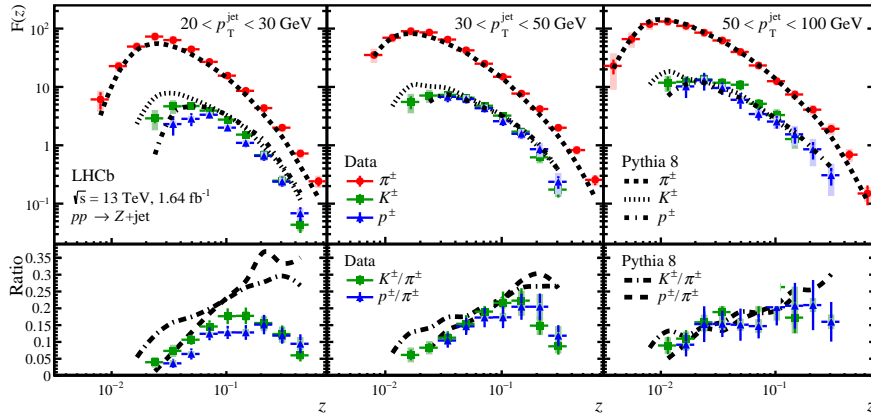 F(z)
20 < p_T^jet < 30 GeV
30 < p_T^jet < 50 GeV
50 < p_T^jet < 100 GeV
10²
10
1
10⁻¹
LHCb
√s = 13 TeV, 1.64 fb⁻¹
pp → Z+jet
Data
π±
K±
p±
Pythia 8
π±
K±
p±
Ratio
0.35
0.3
0.25
0.2
0.15
0.1
0.05
0
Data
K±/π±
p±/π±
Pythia 8
K±/π±
p±/π±
10⁻² 10⁻¹ 10⁻² 10⁻¹ 10⁻² 10⁻¹
z z z